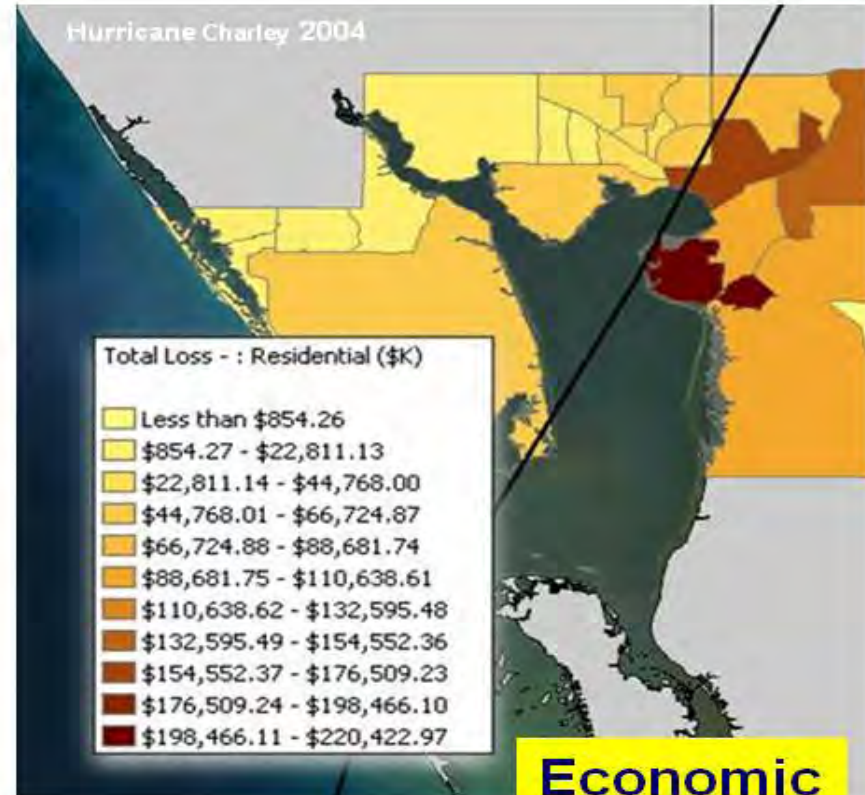 Hurricane Charley 2004
Total Loss - : Residential ($K)
Less than $854.26
$854.27 - $22,811.13
$22,811.14 - $44,768.00
$44,768.01 - $66,724.87
$66,724.88 - $88,681.74
$88,681.75 - $110,638.61
$110,638.62 - $132,595.48
$132,595.49 - $154,552.36
$154,552.37 - $176,509.23
$176,509.24 - $198,466.10
$198,466.11 - $220,422.97
Economic